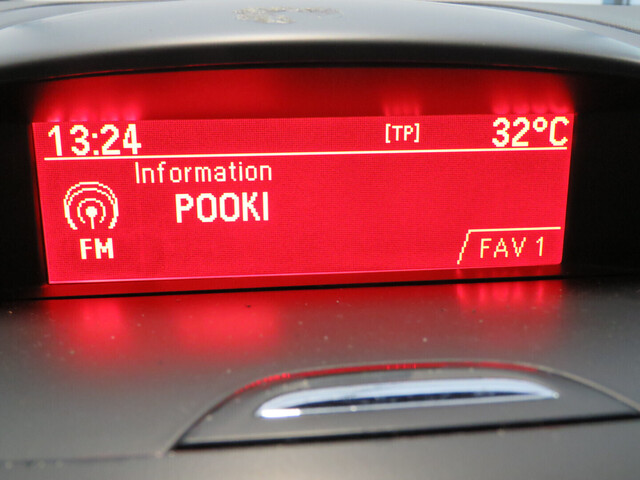 13:24 [TP] 32°C
Information
POOKI
FM
FAV 1